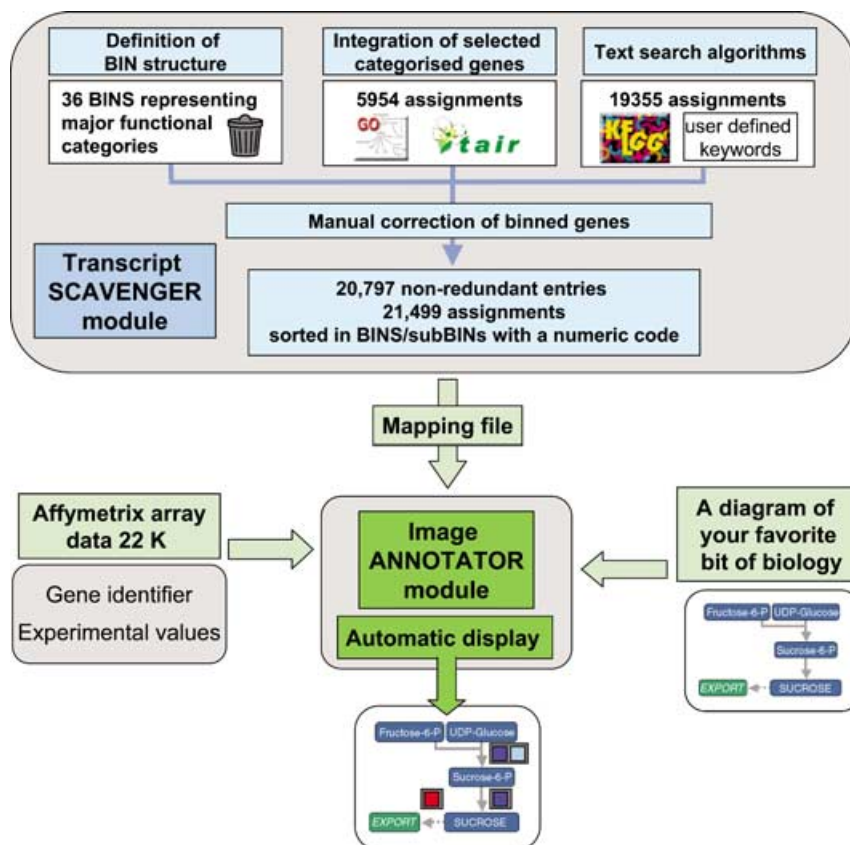 Definition of
BIN structure
Integration of selected
categorised genes
Text search algorithms
36 BINS representing
major functional
categories
5954 assignments
GO
tair
19355 assignments
KEGG
user defined
keywords
Manual correction of binned genes
Transcript
SCAVENGER
module
20,797 non-redundant entries
21,499 assignments
sorted in BINS/subBINs with a numeric code
Mapping file
Affymetrix array
data 22 K
Gene identifier
Experimental values
Image
ANNOTATOR
module
Automatic display
A diagram of
your favorite
bit of biology
Fructose-6-P UDP-Glucose
Sucrose-6-P
EXPORT SUCROSE
Fructose-6-P UDP-Glucose
Sucrose-6-P
EXPORT SUCROSE